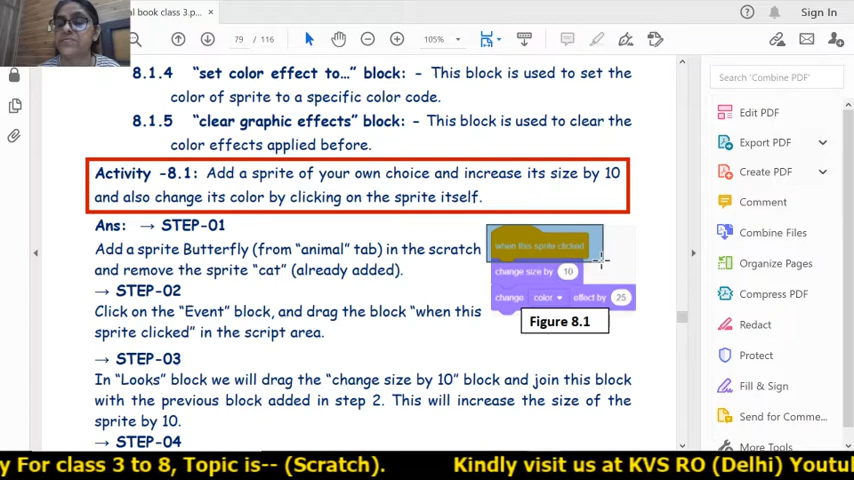 al book class 3.p... ×
Sign In
79 / 116
105%
8.1.4 “set color effect to…” block: – This block is used to set the
color of sprite to a specific color code.
8.1.5 “clear graphic effects” block: – This block is used to clear the
color effects applied before.
Activity -8.1: Add a sprite of your own choice and increase its size by 10
and also change its color by clicking on the sprite itself.
Ans: → STEP-01
Add a sprite Butterfly (from “animal” tab) in the scratch
and remove the sprite “cat” (already added).
→ STEP-02
Click on the “Event” block, and drag the block “when this
sprite clicked” in the script area.
when this sprite clicked
change size by 10
change color effect by 25
Figure 8.1
→ STEP-03
In “Looks” block we will drag the “change size by 10” block and join this block
with the previous block added in step 2. This will increase the size of the
sprite by 10.
→ STEP-04
Search 'Combine PDF'
Edit PDF
Export PDF
Create PDF
Comment
Combine Files
Organize Pages
Compress PDF
Redact
Protect
Fill & Sign
Send for Comme...
More Tools
y For class 3 to 8, Topic is-- (Scratch). Kindly visit us at KVS RO (Delhi) Youtu